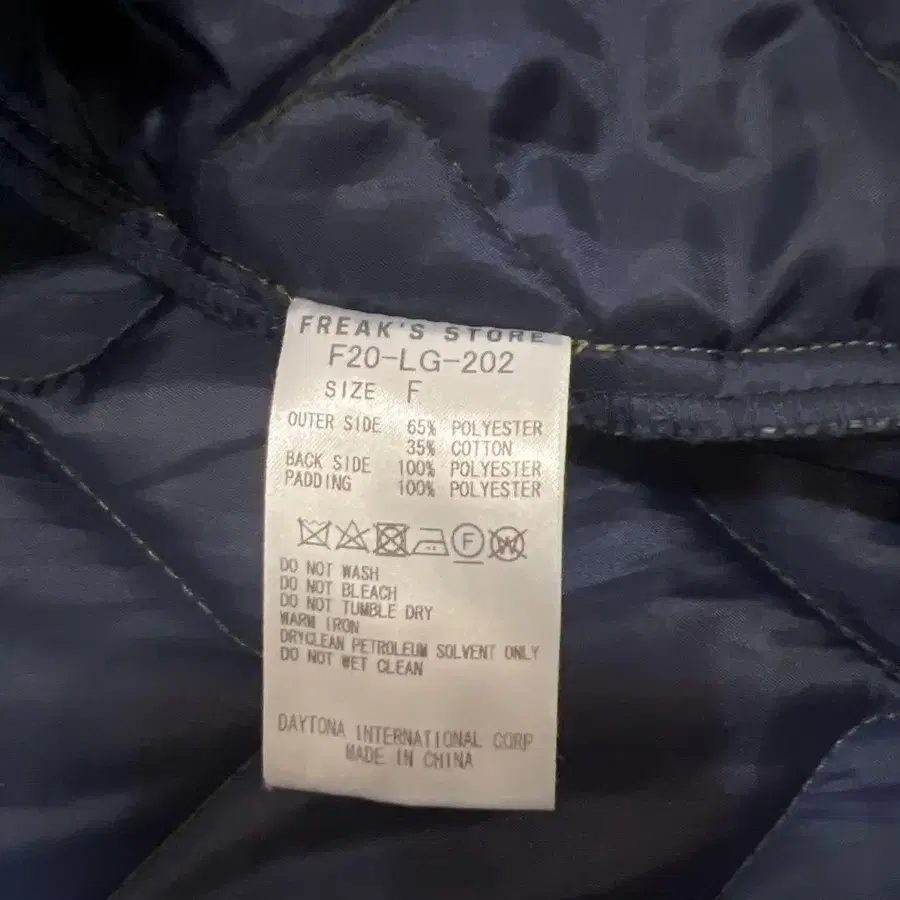 FREAK'S STORE
F20-LG-202
SIZE F
OUTER SIDE 65% POLYESTER
35% COTTON
BACK SIDE 100% POLYESTER
PADDING 100% POLYESTER
F W
DO NOT WASH
DO NOT BLEACH
DO NOT TUMBLE DRY
WARM IRON
DRYCLEAN PETROLEUM SOLVENT ONLY
DO NOT WET CLEAN
DAYTONA INTERNATIONAL CORP
MADE IN CHINA